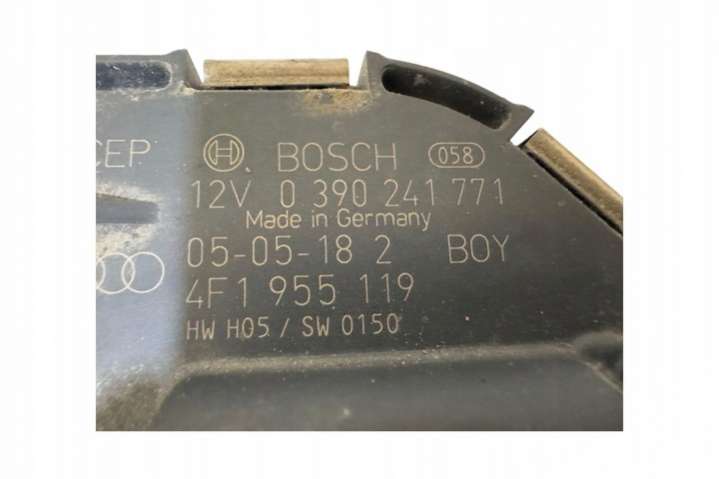 CEP BOSCH 058
12V 0 390 241 771
Made in Germany
05-05-18 2 BOY
4F1 955 119
HW H05 / SW 0150